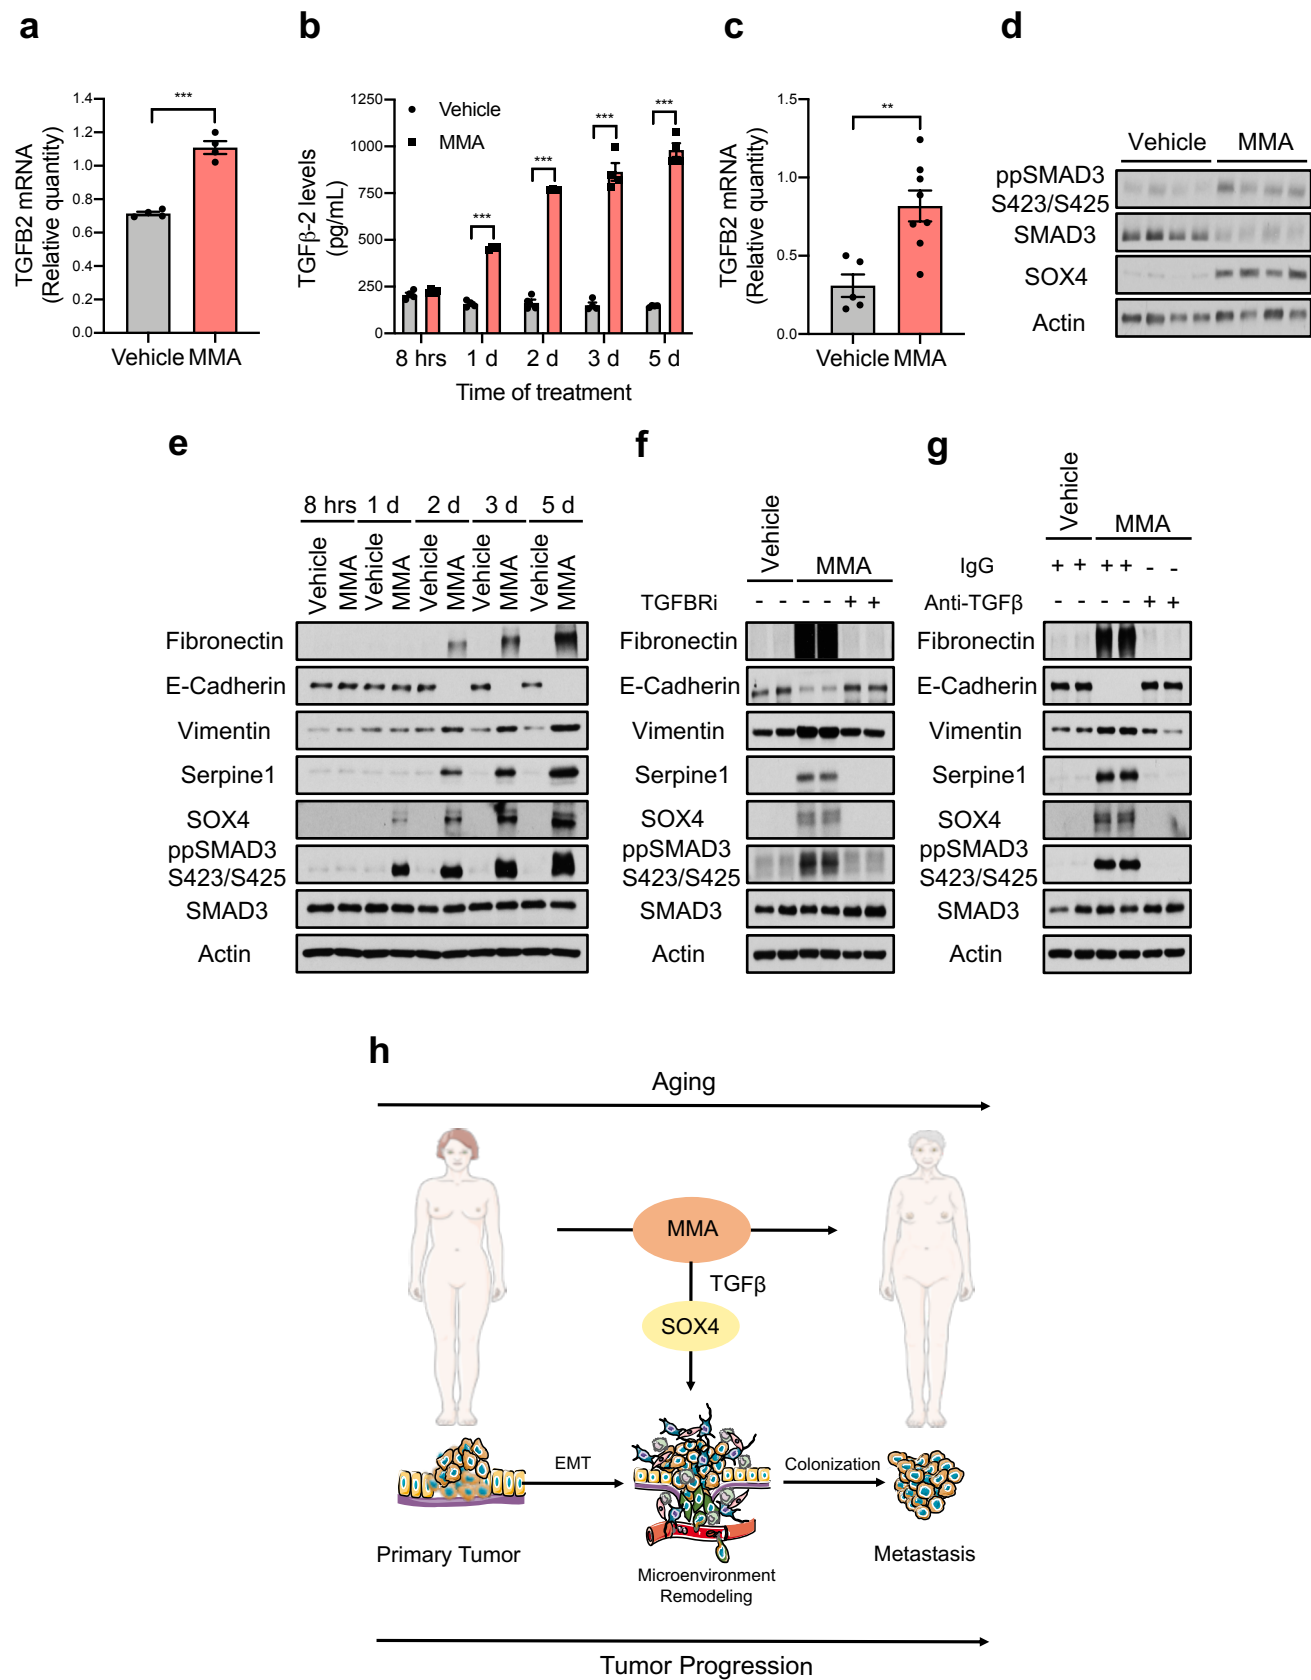 a
TGFB2 mRNA
(Relative quantity)
1.4
1.2
1.0
0.8
0.6
0.4
0.2
0.0
***
Vehicle MMA
b
TGFβ-2 levels
(pg/mL)
1250
1000
750
500
250
0
Vehicle
MMA
***
***
***
***
8 hrs 1 d 2 d 3 d 5 d
Time of treatment
c
TGFB2 mRNA
(Relative quantity)
1.5
1.0
0.5
0.0
**
Vehicle MMA
d
Vehicle MMA
ppSMAD3
S423/S425
SMAD3
SOX4
Actin
e
8 hrs 1 d 2 d 3 d 5 d
Vehicle MMA Vehicle MMA Vehicle MMA Vehicle MMA Vehicle MMA
Fibronectin
E-Cadherin
Vimentin
Serpine1
SOX4
ppSMAD3
S423/S425
SMAD3
Actin
f
Vehicle
MMA
TGFBRi - - - - + +
Fibronectin
E-Cadherin
Vimentin
Serpine1
SOX4
ppSMAD3
S423/S425
SMAD3
Actin
g
Vehicle
MMA
IgG + + + + - -
Anti-TGFβ - - - - + +
Fibronectin
E-Cadherin
Vimentin
Serpine1
SOX4
ppSMAD3
S423/S425
SMAD3
Actin
h
Aging
MMA
TGFβ
SOX4
EMT
Colonization
Primary Tumor
Microenvironment
Remodeling
Metastasis
Tumor Progression